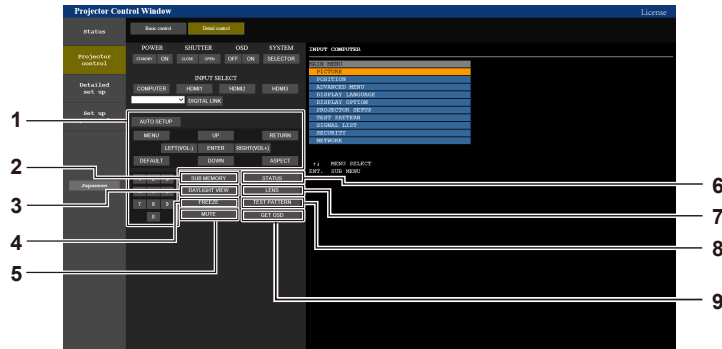 Projector Control Window License
Status
Basic control Detail control
POWER SHUTTER OSD SYSTEM
STANDBY ON CLOSE OPEN OFF ON SELECTOR
Projector
control
INPUT SELECT
COMPUTER HDMI1 HDMI2 HDMI3
DIGITAL LINK
Detailed
set up
Set up
AUTO SETUP
MENU UP RETURN
LEFT(VOL-) ENTER RIGHT(VOL+)
DEFAULT DOWN ASPECT
SUB MEMORY STATUS
Japanese
DAYLIGHT VIEW LENS
7 8 9 FREEZE TEST PATTERN
0 MUTE GET OSD
INPUT COMPUTER
MAIN MENU
PICTURE
POSITION
ADVANCED MENU
DISPLAY LANGUAGE
DISPLAY OPTION
PROJECTOR SETUP
TEST PATTERN
SIGNAL LIST
SECURITY
NETWORK
↑↓ MENU SELECT
ENT. SUB MENU
1
2
3
4
5
6
7
8
9